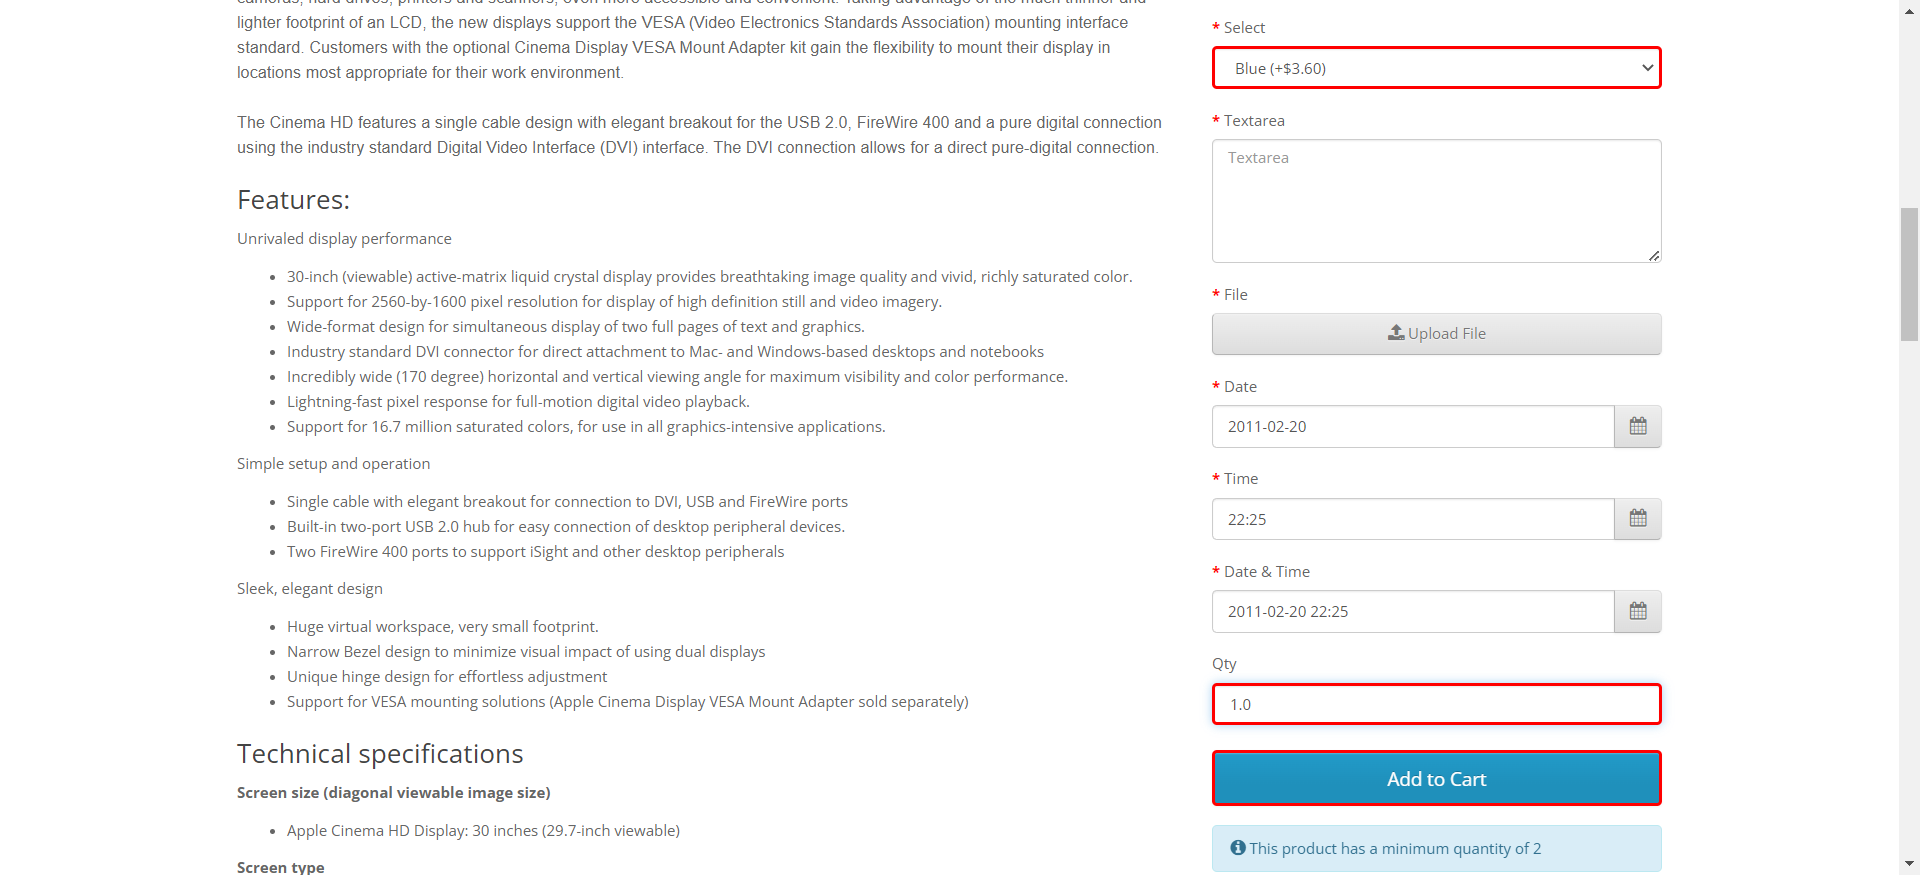 lighter footprint of an LCD, the new displays support the VESA (Video Electronics Standards Association) mounting interface
standard. Customers with the optional Cinema Display VESA Mount Adapter kit gain the flexibility to mount their display in
locations most appropriate for their work environment.
The Cinema HD features a single cable design with elegant breakout for the USB 2.0, FireWire 400 and a pure digital connection
using the industry standard Digital Video Interface (DVI) interface. The DVI connection allows for a direct pure-digital connection.
Features:
Unrivaled display performance
• 30-inch (viewable) active-matrix liquid crystal display provides breathtaking image quality and vivid, richly saturated color.
• Support for 2560-by-1600 pixel resolution for display of high definition still and video imagery.
• Wide-format design for simultaneous display of two full pages of text and graphics.
• Industry standard DVI connector for direct attachment to Mac- and Windows-based desktops and notebooks
• Incredibly wide (170 degree) horizontal and vertical viewing angle for maximum visibility and color performance.
• Lightning-fast pixel response for full-motion digital video playback.
• Support for 16.7 million saturated colors, for use in all graphics-intensive applications.
Simple setup and operation
• Single cable with elegant breakout for connection to DVI, USB and FireWire ports
• Built-in two-port USB 2.0 hub for easy connection of desktop peripheral devices.
• Two FireWire 400 ports to support iSight and other desktop peripherals
Sleek, elegant design
• Huge virtual workspace, very small footprint.
• Narrow Bezel design to minimize visual impact of using dual displays
• Unique hinge design for effortless adjustment
• Support for VESA mounting solutions (Apple Cinema Display VESA Mount Adapter sold separately)
Technical specifications
Screen size (diagonal viewable image size)
• Apple Cinema HD Display: 30 inches (29.7-inch viewable)
Screen type
* Select
Blue (+$3.60)
* Textarea
Textarea
* File
Upload File
* Date
2011-02-20
* Time
22:25
* Date & Time
2011-02-20 22:25
Qty
1.0
Add to Cart
This product has a minimum quantity of 2